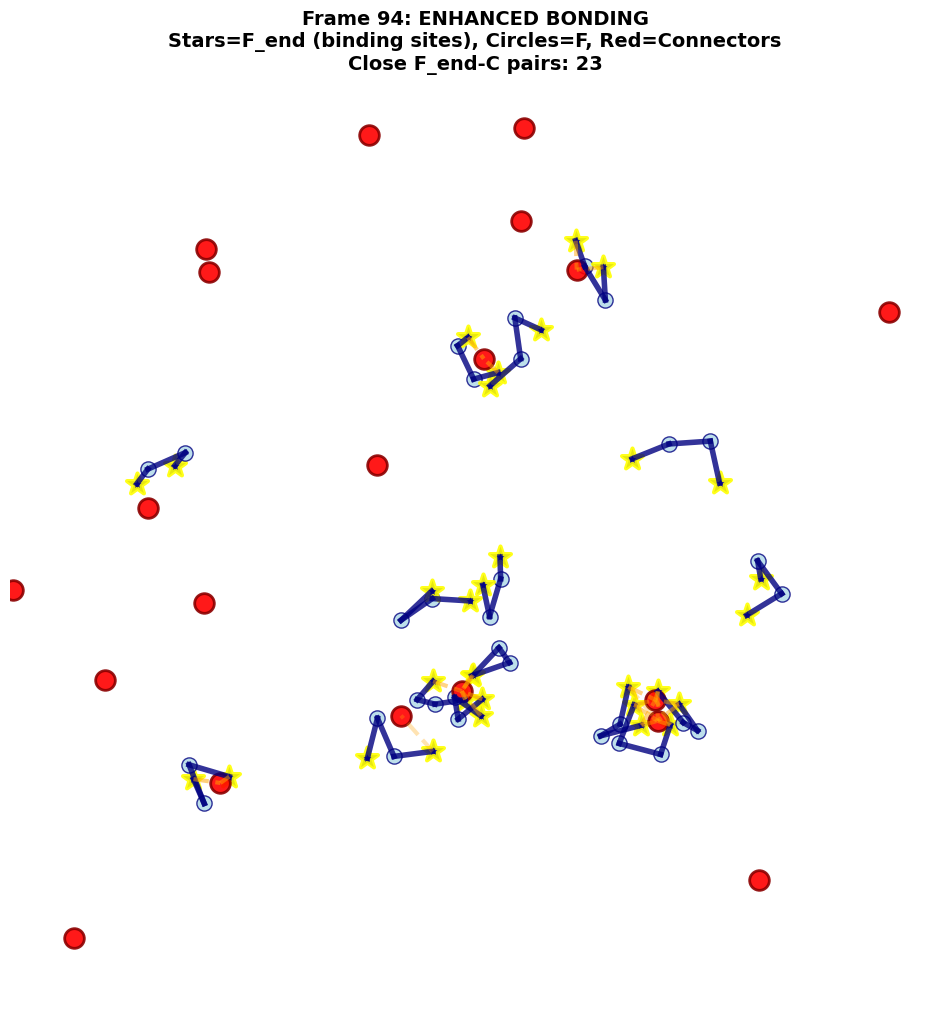 Frame 94: ENHANCED BONDING
Stars=F_end (binding sites), Circles=F, Red=Connectors
Close F_end-C pairs: 23